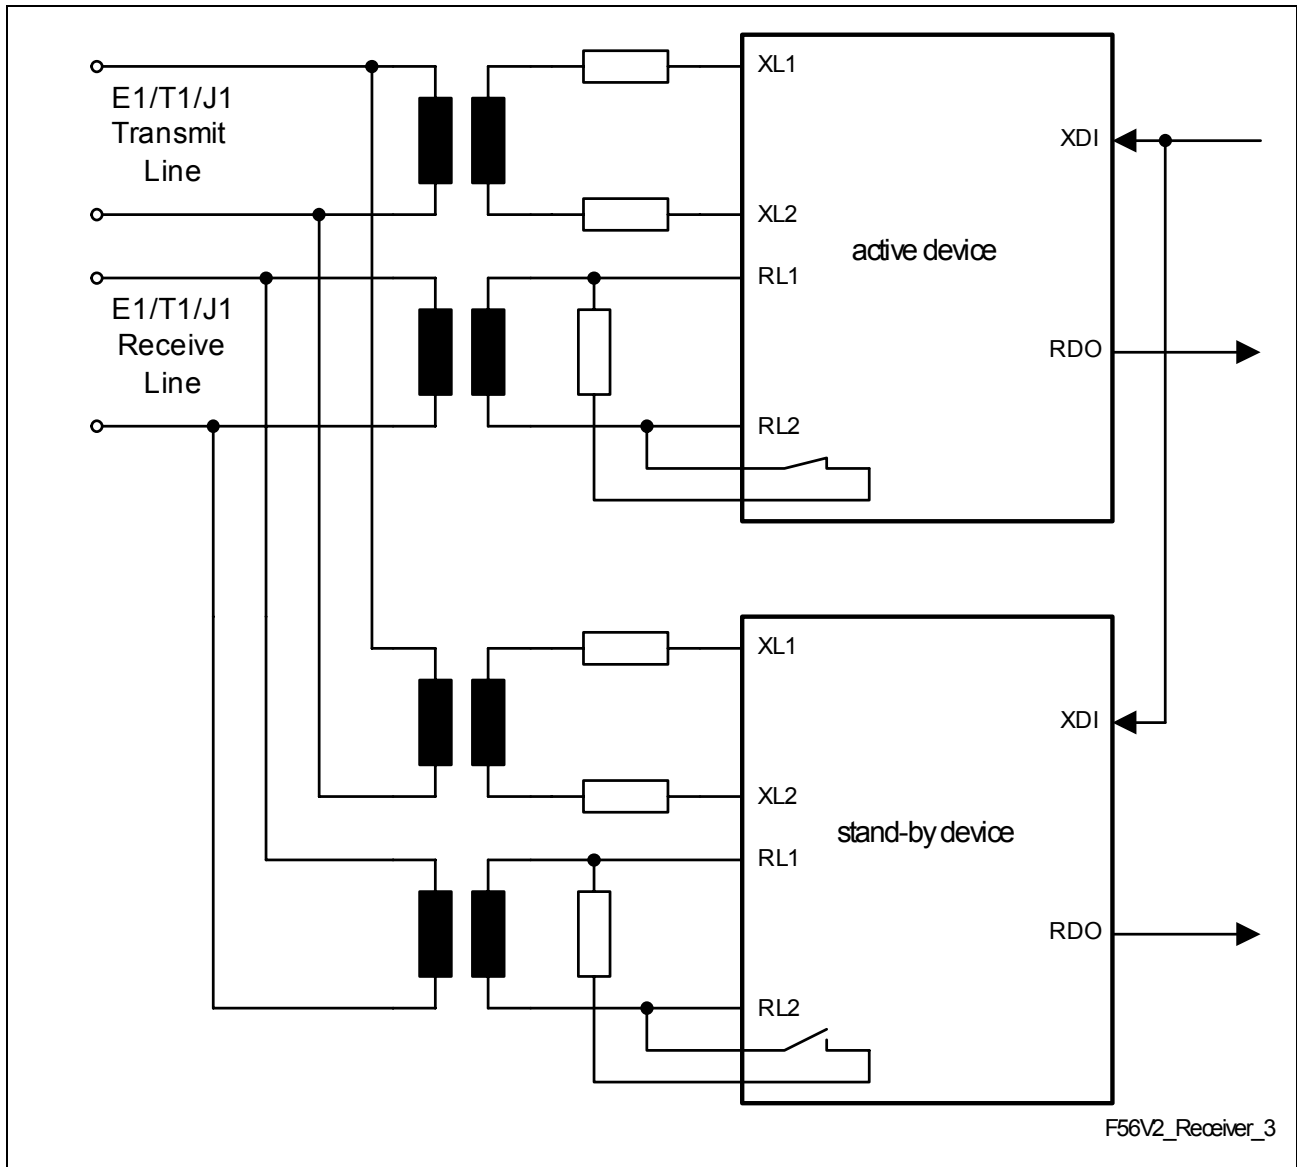 E1/T1/J1
Transmit
Line
E1/T1/J1
Receive
Line
XL1
XDI
XL2
active device
RL1
RDO
RL2
XL1
XDI
XL2
stand-by device
RL1
RDO
RL2
F56V2_Receiver_3